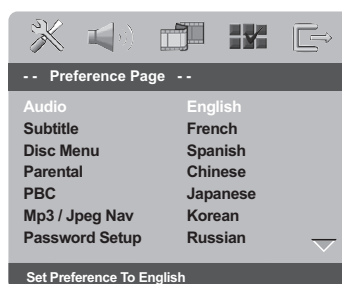 -- Preference Page --
Audio English
Subtitle French
Disc Menu Spanish
Parental Chinese
PBC Japanese
Mp3 / Jpeg Nav Korean
Password Setup Russian
Set Preference To English